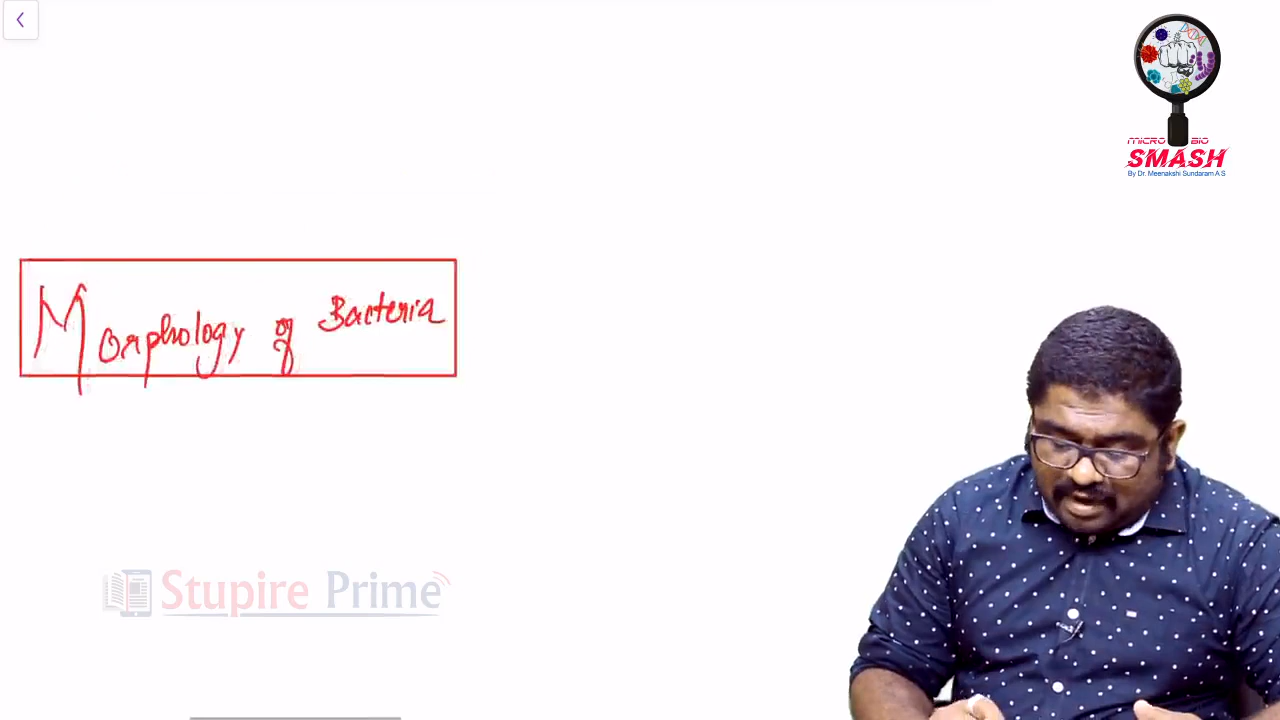 MICRO BIO
SMASH
By Dr. Meenakshi Sundaram A S
Morphology of Bacteria
Stupire Prime